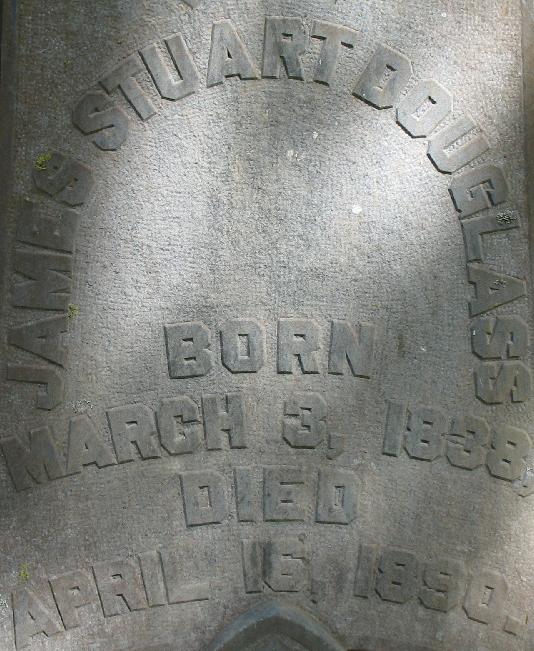 JAMES STUART DOUGLASS
BORN
MARCH 3, 1838,
DIED
APRIL 16, 1890.